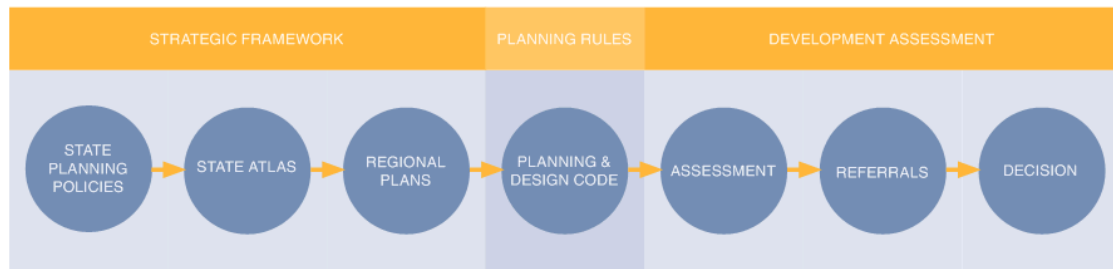 STRATEGIC FRAMEWORK
PLANNING RULES
DEVELOPMENT ASSESSMENT
STATE
PLANNING
POLICIES
STATE ATLAS
REGIONAL
PLANS
PLANNING &
DESIGN CODE
ASSESSMENT
REFERRALS
DECISION